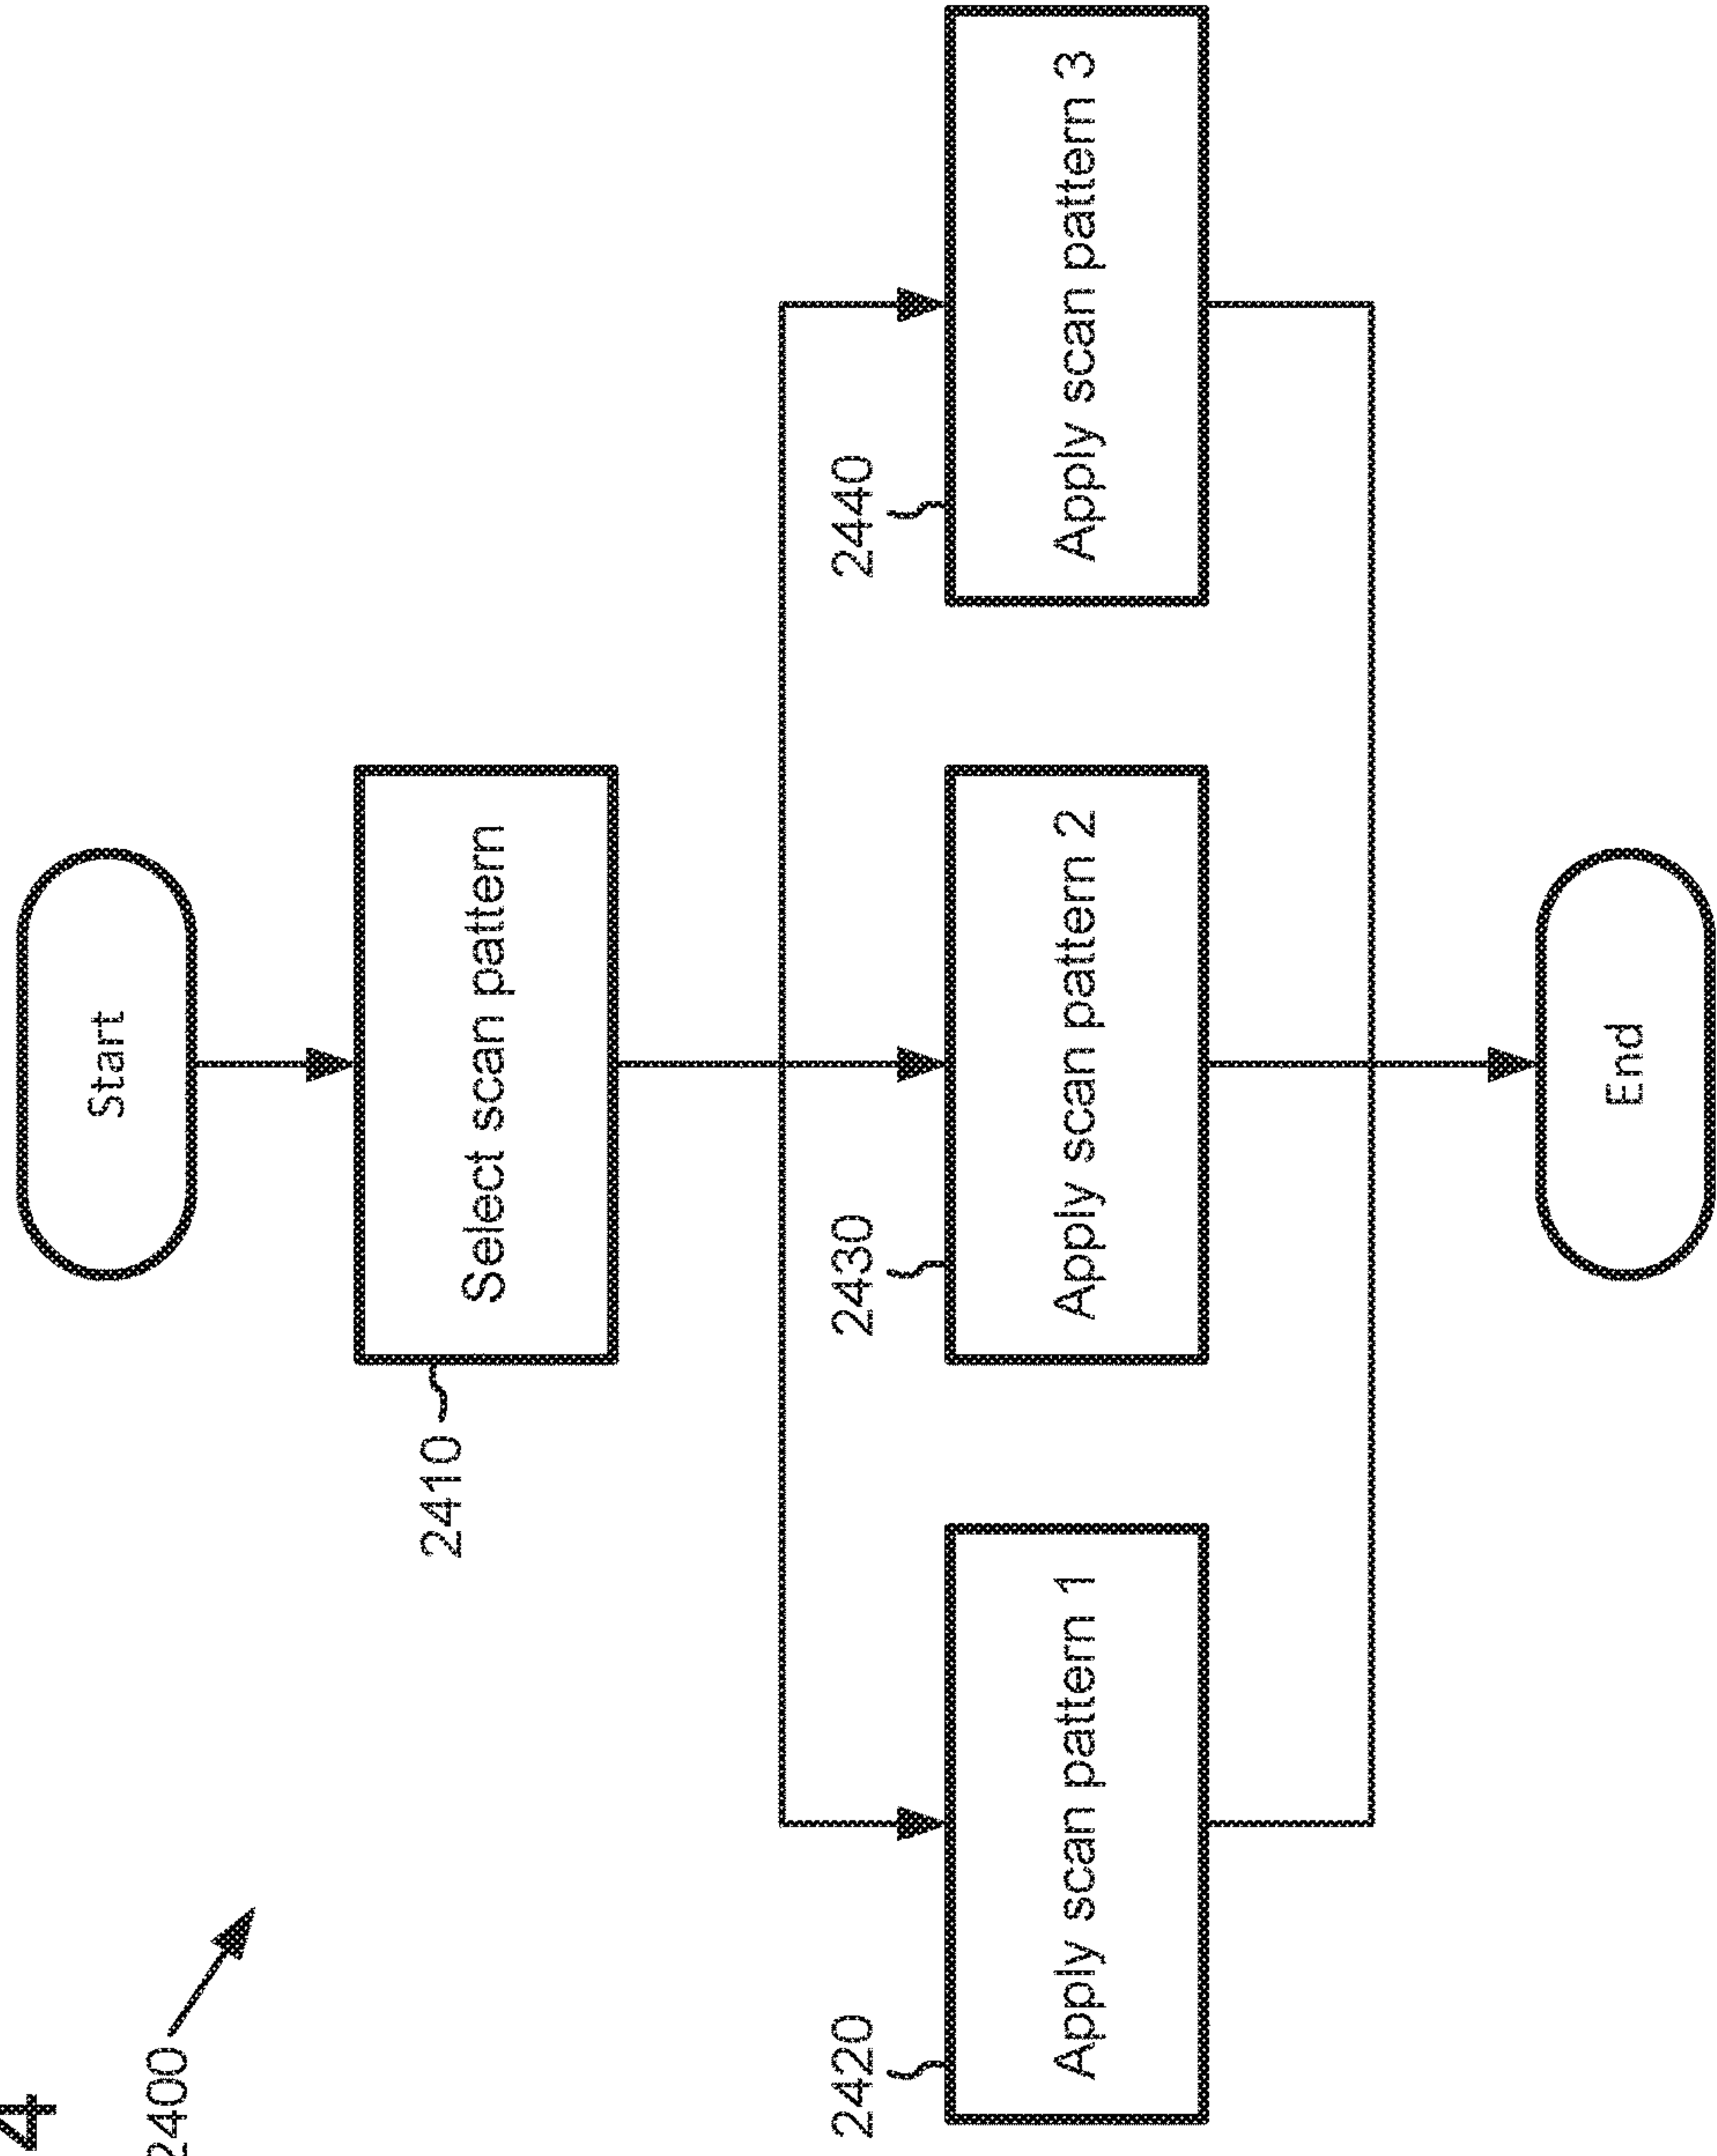 4
2400
Start
2410
Select scan pattern
2420
2430
2440
Apply scan pattern 1
Apply scan pattern 2
Apply scan pattern 3
End